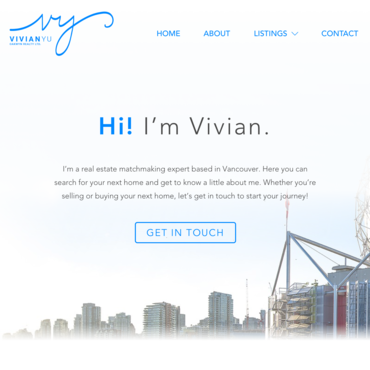 vy
VIVIANYU
HOME
ABOUT
LISTINGS
CONTACT
Hi! I'm Vivian.
I'm a real estate matchmaking expert based in Vancouver. Here you can
search for your next home and get to know a little about me. Whether you're
selling or buying your next home, let's get in touch to start your journey!
GET IN TOUCH